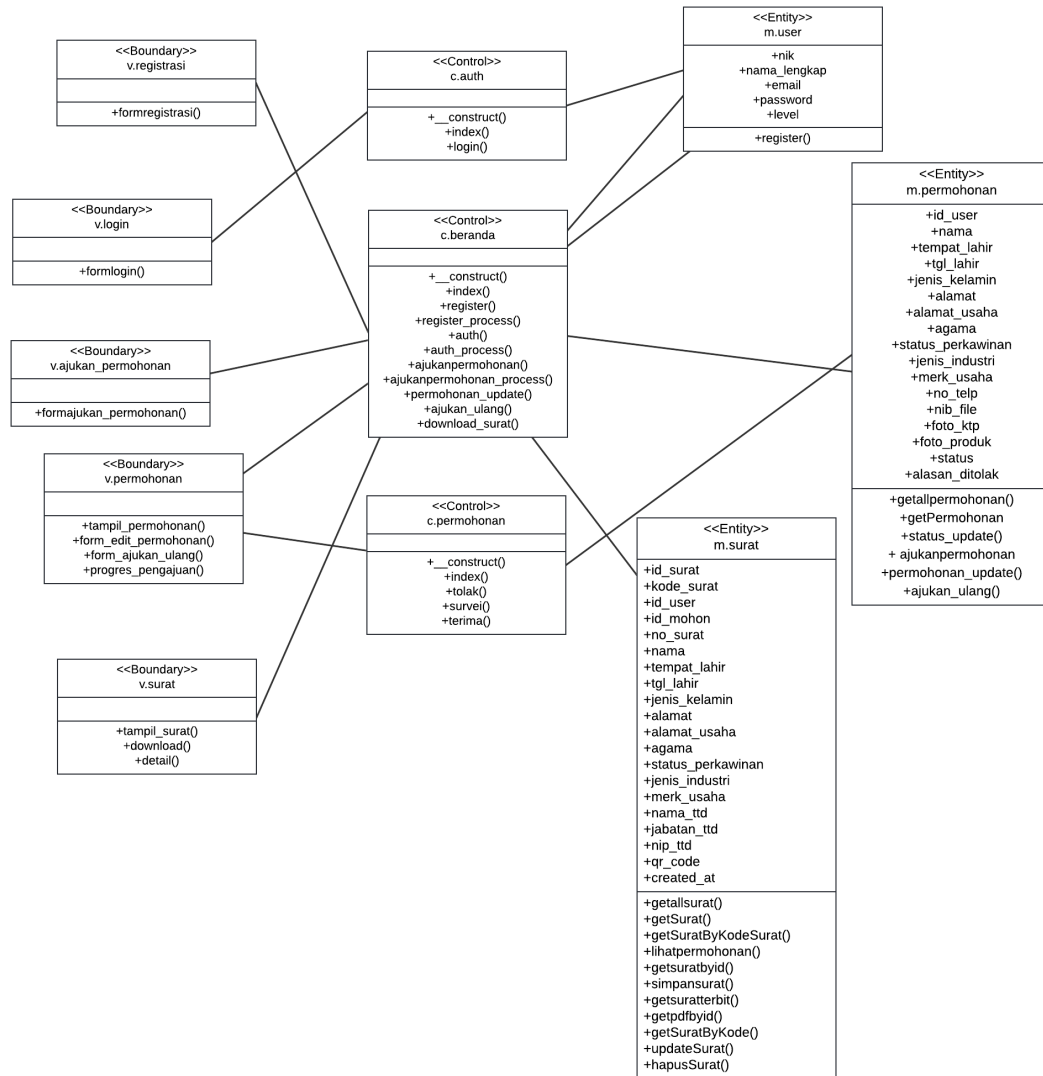 <<Boundary>>
v.registrasi
+formregistrasi()
<<Control>>
c.auth
+__construct()
+index()
+login()
<<Entity>>
m.user
+nik
+nama_lengkap
+email
+password
+level
+register()
<<Boundary>>
v.login
+formlogin()
<<Control>>
c.beranda
+__construct()
+index()
+register()
+register_process()
+auth()
+auth_process()
+ajukanpermohonan()
+ajukanpermohonan_process()
+permohonan_update()
+ajukan_ulang()
+download_surat()
<<Entity>>
m.permohonan
+id_user
+nama
+tempat_lahir
+tgl_lahir
+jenis_kelamin
+alamat
+alamat_usaha
+agama
+status_perkawinan
+jenis_industri
+merk_usaha
+no_telp
+nib_file
+foto_ktp
+foto_produk
+status
+alasan_ditolak
+getallpermohonan()
+getPermohonan
+status_update()
+ ajukanpermohonan
+permohonan_update()
+ajukan_ulang()
<<Boundary>>
v.ajukan_permohonan
+formajukan_permohonan()
<<Boundary>>
v.permohonan
+tampil_permohonan()
+form_edit_permohonan()
+form_ajukan_ulang()
+progres_pengajuan()
<<Control>>
c.permohonan
+__construct()
+index()
+tolak()
+survei()
+terima()
<<Entity>>
m.surat
+id_surat
+kode_surat
+id_user
+id_mohon
+no_surat
+nama
+tempat_lahir
+tgl_lahir
+jenis_kelamin
+alamat
+alamat_usaha
+agama
+status_perkawinan
+jenis_industri
+merk_usaha
+nama_ttd
+jabatan_ttd
+nip_ttd
+qr_code
+created_at
+getallsurat()
+getSurat()
+getSuratByKodeSurat()
+lihatpermohonan()
+getsuratbyid()
+simpansurat()
+getsuratterbit()
+getpdfbyid()
+getSuratByKode()
+updateSurat()
+hapusSurat()
<<Boundary>>
v.surat
+tampil_surat()
+download()
+detail()